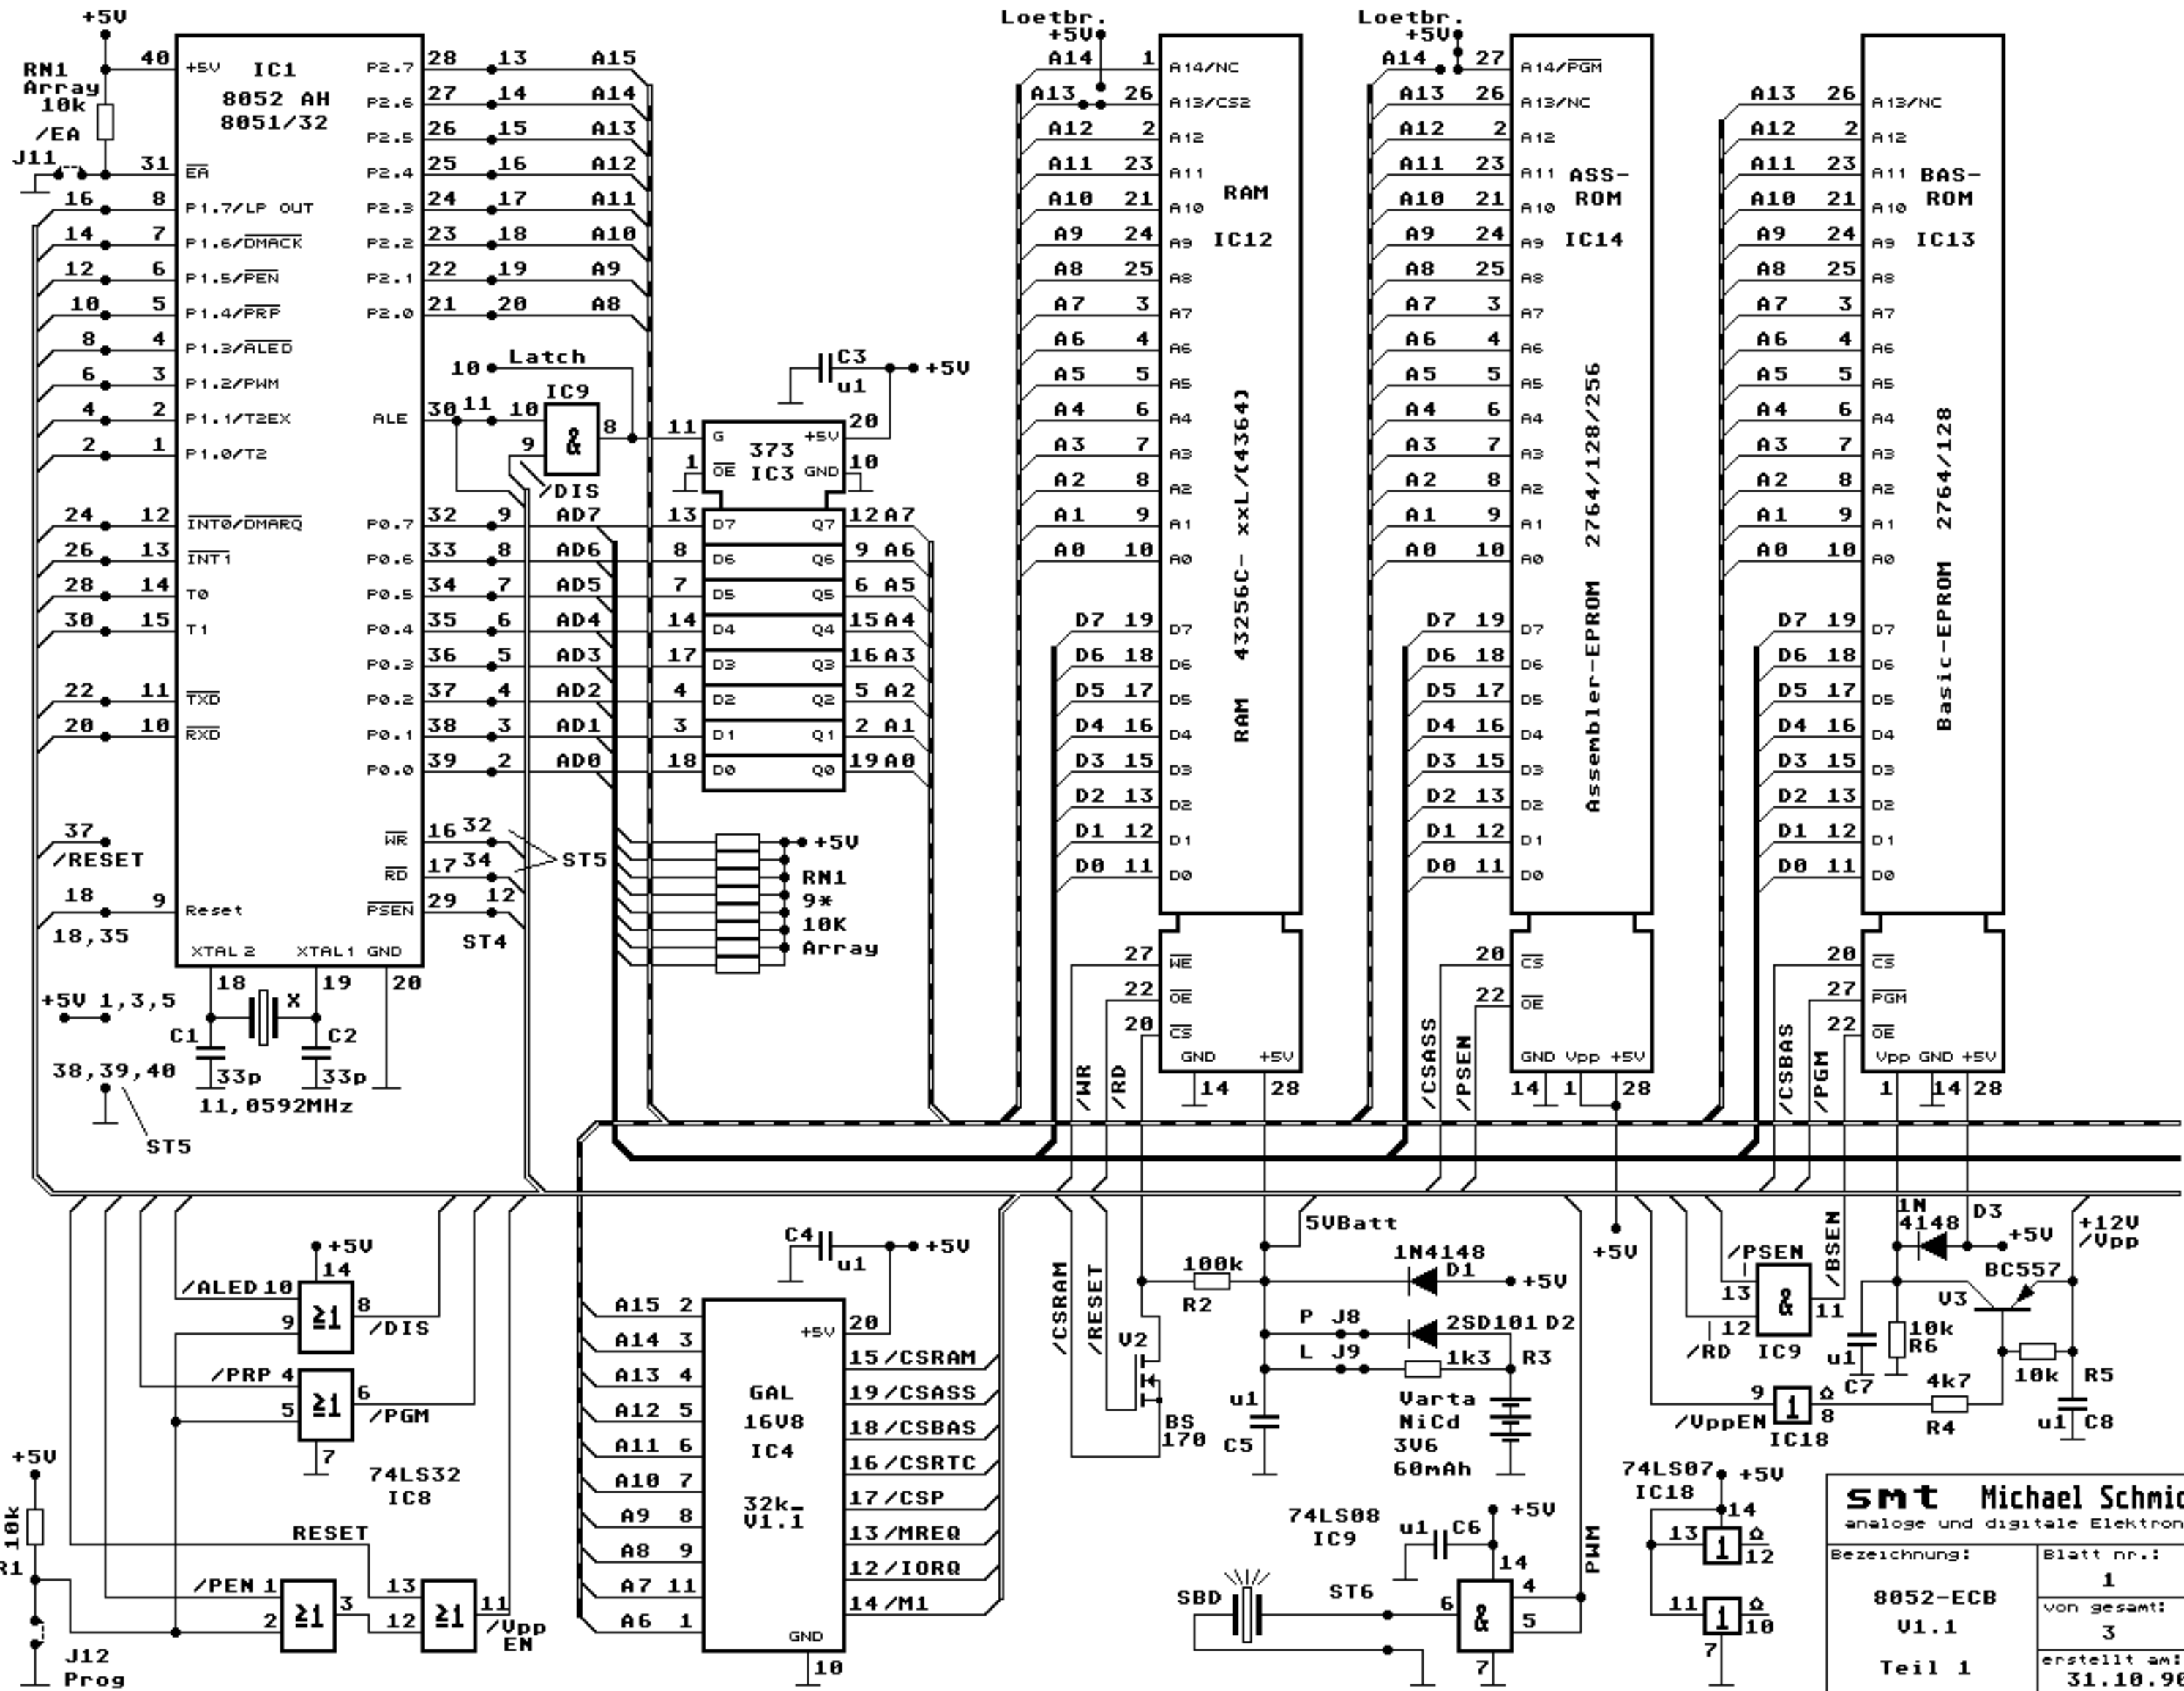 +5V
RN1
Array
10k
/EA
J11
40 +5V IC1 P2.7 28 13 A15
8052 AH
8051/32
P2.6 27 14 A14
P2.5 26 15 A13
31 EA P2.4 25 16 A12
16 8 P1.7/LP OUT P2.3 24 17 A11
14 7 P1.6/DMACK P2.2 23 18 A10
12 6 P1.5/PEN P2.1 22 19 A9
10 5 P1.4/PRP P2.0 21 20 A8
8 4 P1.3/ALED
6 3 P1.2/PWM
4 2 P1.1/T2EX ALE 30 11
2 1 P1.0/T2
24 12 INT0/DMARQ P0.7 32 9 AD7
26 13 INT1 P0.6 33 8 AD6
28 14 T0 P0.5 34 7 AD5
30 15 T1 P0.4 35 6 AD4
P0.3 36 5 AD3
22 11 TXD P0.2 37 4 AD2
20 10 RXD P0.1 38 3 AD1
P0.0 39 2 AD0
37
/RESET
WR 16 32
RD 17 34
ST5
18 9 Reset PSEN 29 12
18,35
ST4
XTAL2 XTAL1 GND
18 X 19 20
+5V 1,3,5
C1 C2
33p 33p
38,39,40
11,0592MHz
ST5
10 Latch
IC9
10
9
&
8
/DIS
C3
u1
+5V
11 G +5V 20
373
1 OE IC3 GND 10
13 D7 Q7 12 A7
8 D6 Q6 9 A6
7 D5 Q5 6 A5
14 D4 Q4 15 A4
17 D3 Q3 16 A3
4 D2 Q2 5 A2
3 D1 Q1 2 A1
18 D0 Q0 19 A0
+5V
RN1
9*
10K
Array
Loetbr.
+5V
A14 1 A14/NC
A13 26 A13/CS2
A12 2 A12
A11 23 A11
A10 21 A10
A9 24 A9
A8 25 A8
A7 3 A7
A6 4 A6
A5 5 A5
A4 6 A4
A3 7 A3
A2 8 A2
A1 9 A1
A0 10 A0
D7 19 D7
D6 18 D6
D5 17 D5
D4 16 D4
D3 15 D3
D2 13 D2
D1 12 D1
D0 11 D0
RAM
IC12
RAM 43256C- xxL/(4364)
27 WE
22 OE
20 CS
GND +5V
14 28
/WR
/RD
Loetbr.
+5V
A14 27 A14/PGM
A13 26 A13/NC
A12 2 A12
A11 23 A11
A10 21 A10
A9 24 A9
A8 25 A8
A7 3 A7
A6 4 A6
A5 5 A5
A4 6 A4
A3 7 A3
A2 8 A2
A1 9 A1
A0 10 A0
D7 19 D7
D6 18 D6
D5 17 D5
D4 16 D4
D3 15 D3
D2 13 D2
D1 12 D1
D0 11 D0
ASS-
ROM
IC14
Assembler-EPROM 2764/128/256
20 CS
22 OE
GND Vpp +5V
14 1 28
/CSASS
/PSEN
+5V
A13 26 A13/NC
A12 2 A12
A11 23 A11
A10 21 A10
A9 24 A9
A8 25 A8
A7 3 A7
A6 4 A6
A5 5 A5
A4 6 A4
A3 7 A3
A2 8 A2
A1 9 A1
A0 10 A0
D7 19 D7
D6 18 D6
D5 17 D5
D4 16 D4
D3 15 D3
D2 13 D2
D1 12 D1
D0 11 D0
BAS-
ROM
IC13
Basic-EPROM 2764/128
20 CS
27 PGM
22 OE
Vpp GND +5V
1 14 28
/CSBAS
/PGM
+5V
14
/ALED 10
9
≥1
8
/DIS
/PRP 4
5
≥1
6
/PGM
7
74LS32
IC8
+5V
10k
R1
RESET
/PEN 1
2
≥1
3
13
12
≥1
11
/Vpp
EN
J12
Prog
C4
u1
+5V
A15 2
A14 3
A13 4
A12 5
A11 6
A10 7
A9 8
A8 9
A7 11
A6 1
GAL
16V8
IC4
32k_
V1.1
+5V 20
15 /CSRAM
19 /CSASS
18 /CSBAS
16 /CSRTC
17 /CSP
13 /MREQ
12 /IORQ
14 /M1
GND
10
/CSRAM
/RESET
V2
BS
170
100k
R2
5VBatt
1N4148
D1
+5V
P J8 2SD101 D2
L J9 1k3 R3
u1
C5
Varta
NiCd
3V6
60mAh
74LS08
IC9
u1 C6
+5V
14
SBD
ST6
6
&
4
5
7
PWM
/PSEN
13
12
/RD
&
11
IC9
/BSEN
1N
4148
D3
+5V
+12V
/Vpp
BC557
V3
u1
C7
10k
R6
10k
R5
4k7
R4
u1 C8
/VppEN
9
1
8
IC18
74LS07
IC18
+5V
14
13
1
12
11
1
10
7
smt Michael Schmid
analoge und digitale Elektron
Bezeichnung:
8052-ECB
V1.1
Teil 1
Blatt nr.:
1
von gesamt:
3
erstellt am:
31.10.90